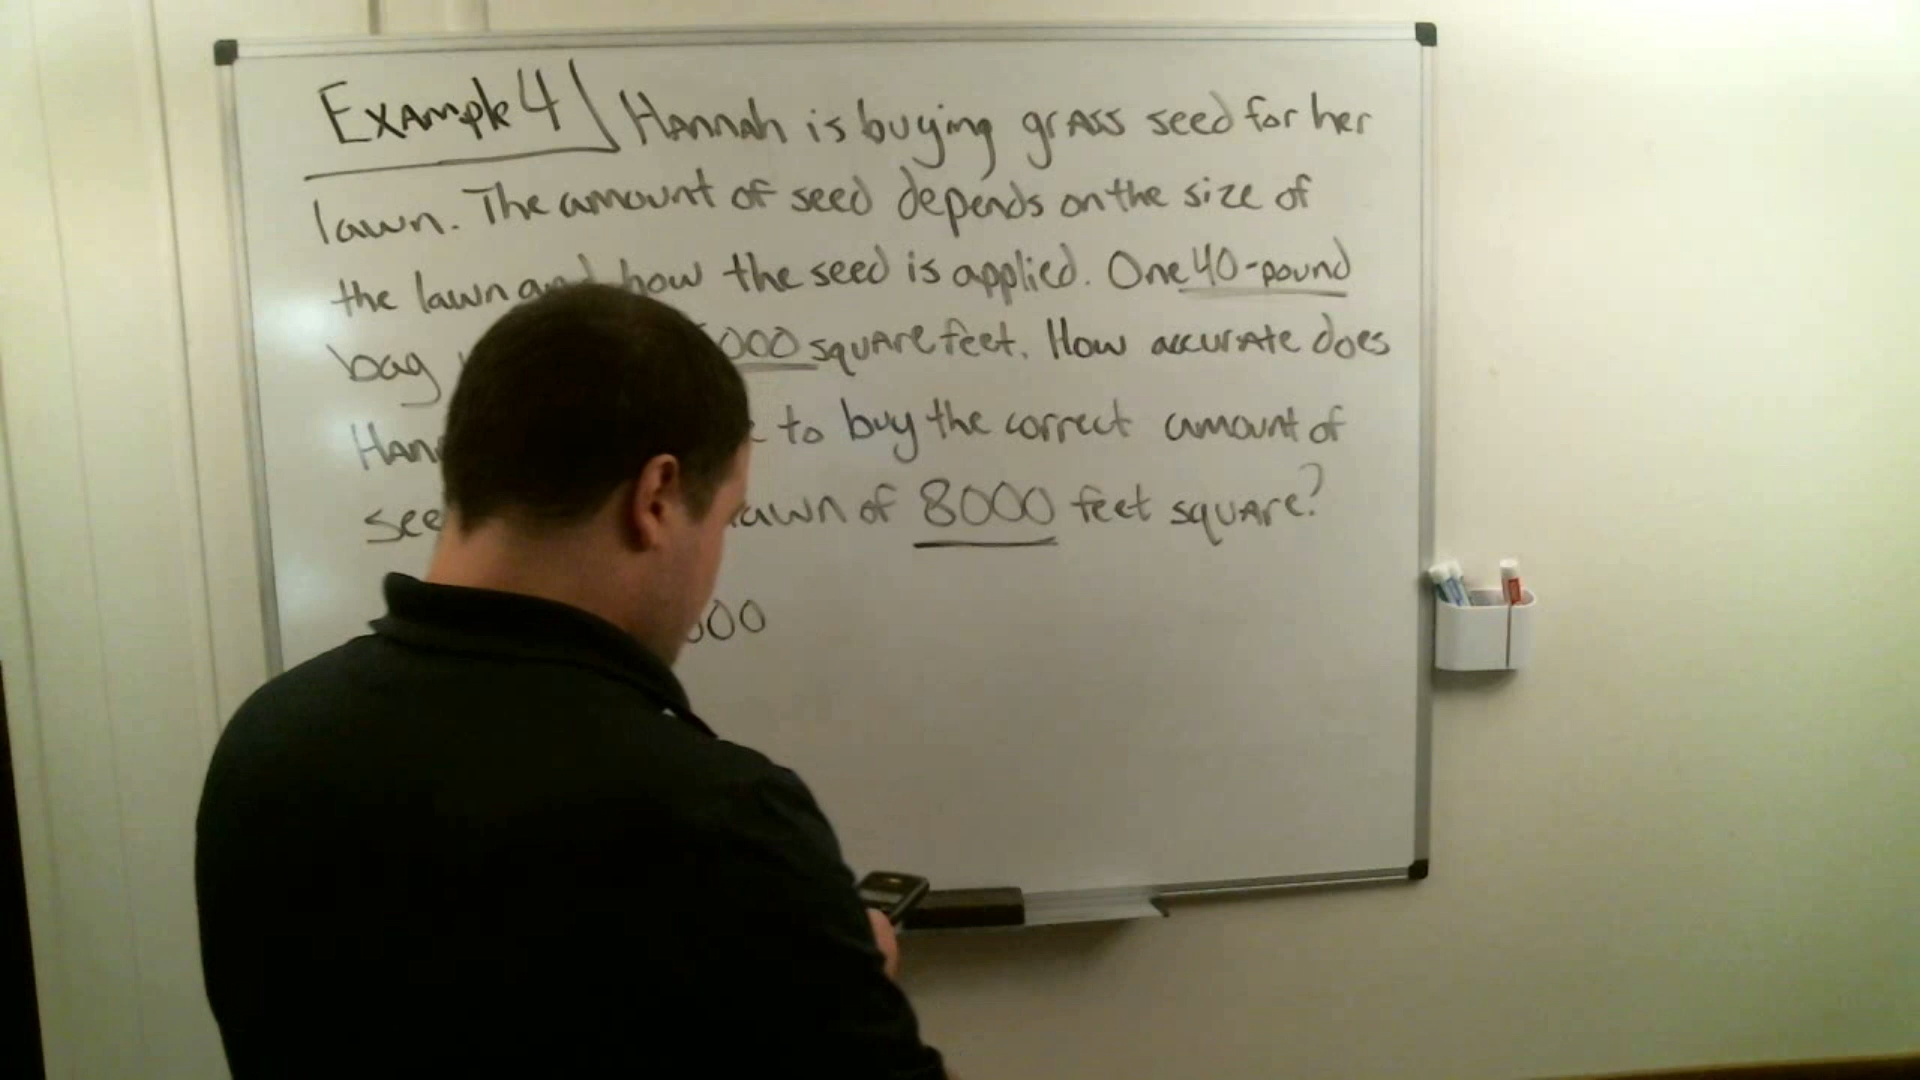 Example 4 Hannah is buying grass seed for her
lawn. The amount of seed depends on the size of
the lawn and how the seed is applied. One 40-pound
bag 000 square feet. How accurate does
to buy the correct amount of
lawn of 8000 feet square?
000